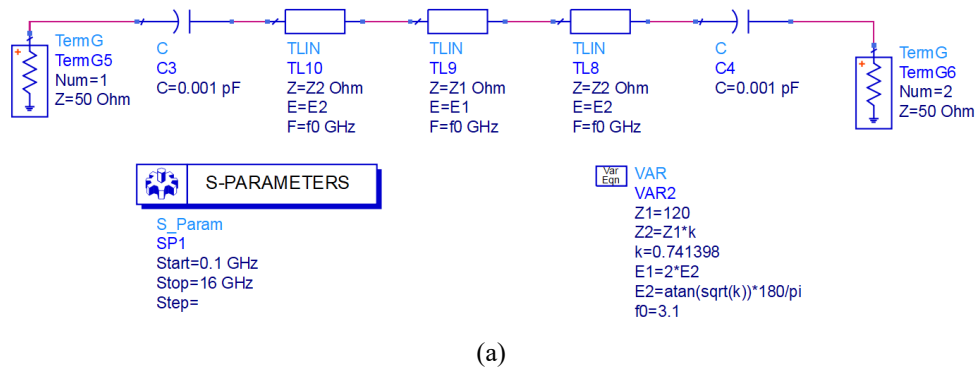 TermG
TermG5
Num=1
Z=50 Ohm
C
C3
C=0.001 pF
TLIN
TL10
Z=Z2 Ohm
E=E2
F=f0 GHz
TLIN
TL9
Z=Z1 Ohm
E=E1
F=f0 GHz
TLIN
TL8
Z=Z2 Ohm
E=E2
F=f0 GHz
C
C4
C=0.001 pF
TermG
TermG6
Num=2
Z=50 Ohm
S-PARAMETERS
S_Param
SP1
Start=0.1 GHz
Stop=16 GHz
Step=
Var
Eqn
VAR
VAR2
Z1=120
Z2=Z1*k
k=0.741398
E1=2*E2
E2=atan(sqrt(k))*180/pi
f0=3.1
(a)